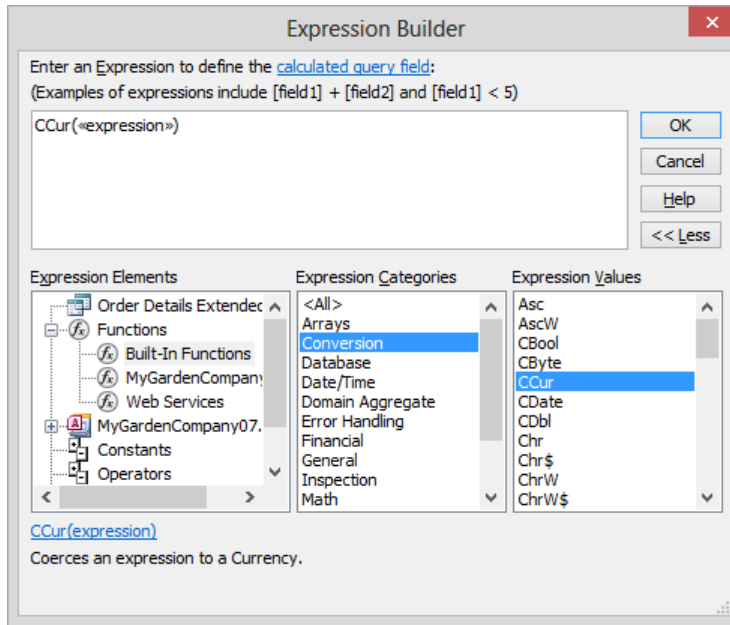 Expression Builder
Enter an Expression to define the calculated query field:
(Examples of expressions include [field1] + [field2] and [field1] < 5)
CCur(«expression»)
OK
Cancel
Help
<< Less
Expression Elements
Order Details Extended
Functions
Built-In Functions
MyGardenCompany
Web Services
MyGardenCompany07.
Constants
Operators
Expression Categories
<All>
Arrays
Conversion
Database
Date/Time
Domain Aggregate
Error Handling
Financial
General
Inspection
Math
Expression Values
Asc
AscW
CBool
CByte
CCur
CDate
CDbl
Chr
Chr$
ChrW
ChrW$
CCur(expression)
Coerces an expression to a Currency.